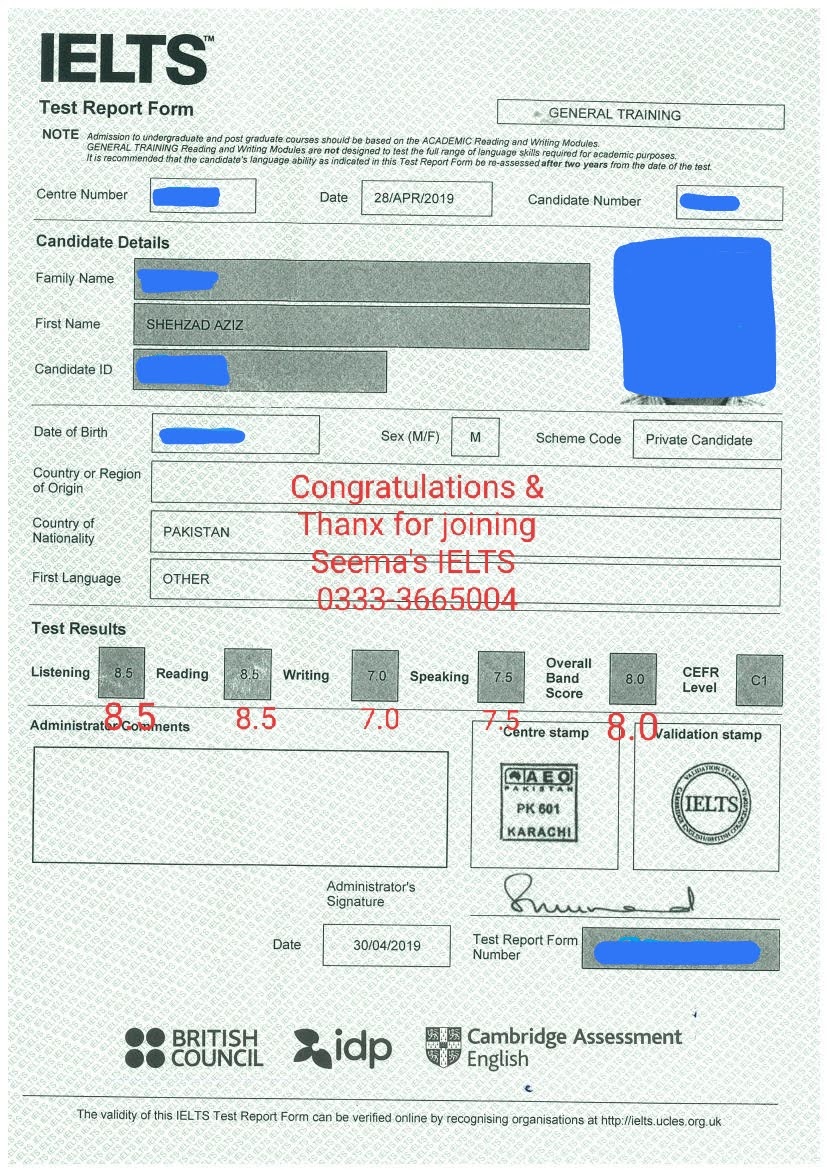 IELTS™
Test Report Form
GENERAL TRAINING
NOTE Admission to undergraduate and post graduate courses should be based on the ACADEMIC Reading and Writing Modules.
GENERAL TRAINING Reading and Writing Modules are not designed to test the full range of language skills required for academic purposes.
It is recommended that the candidate's language ability as indicated in this Test Report Form be re-assessed after two years from the date of the test.
Centre Number Date 28/APR/2019 Candidate Number
Candidate Details
Family Name
First Name SHEHZAD AZIZ
Candidate ID
Date of Birth Sex (M/F) M Scheme Code Private Candidate
Country or Region
of Origin
Congratulations &
Country of
Nationality
PAKISTAN
Thanx for joining
Seema's IELTS
First Language OTHER
0333-3665004
Test Results
Listening 8.5 Reading 8.5 Writing 7.0 Speaking 7.5 Overall Band Score 8.0 CEFR Level C1
8.5 8.5 7.0 7.5 8.0
Administrator Comments Centre stamp Validation stamp
AEO
PAKISTAN
PK 601
KARACHI
VALIDATION STAMP
IELTS
Administrator's
Signature
Date 30/04/2019 Test Report Form
Number
BRITISH
COUNCIL
idp
Cambridge Assessment
English
The validity of this IELTS Test Report Form can be verified online by recognising organisations at http://ielts.ucles.org.uk